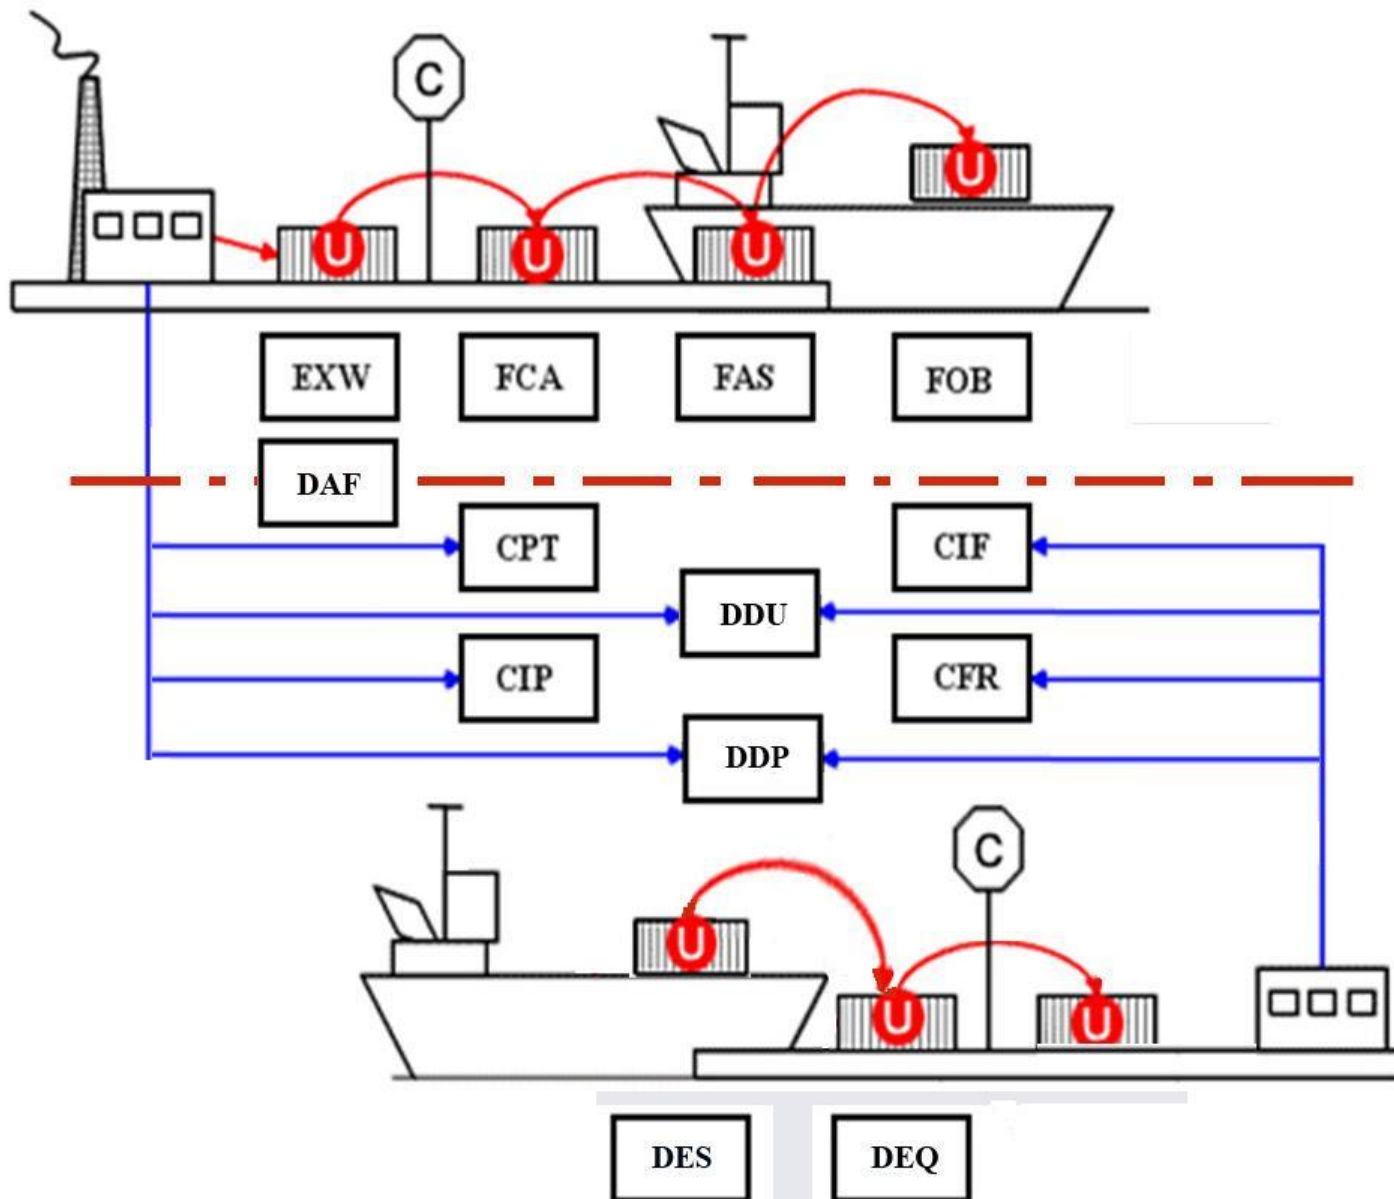 C
U
U U U
EXW FCA FAS FOB
DAF
CPT CIF
DDU
CIP CFR
DDP
C
U
U U
DES DEQ